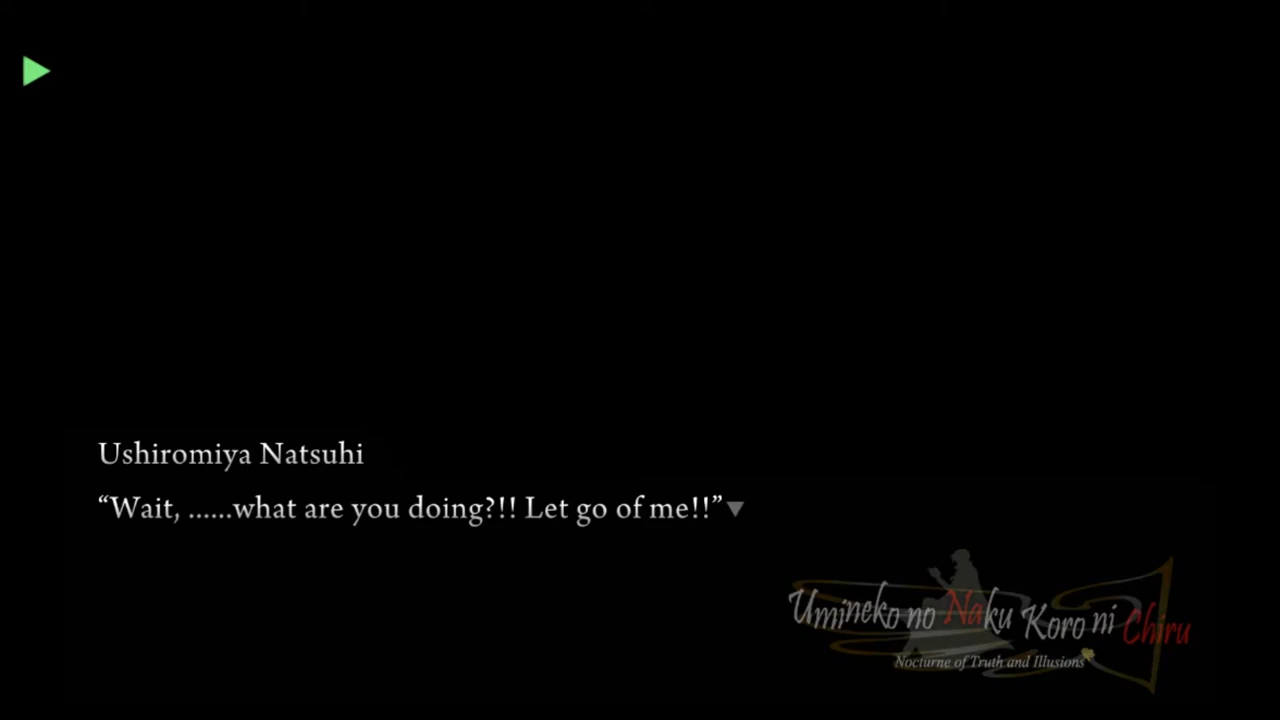 Ushiromiya Natsuhi
“Wait, ......what are you doing?!! Let go of me!!”
Umineko no Naku Koro ni Chiru
Nocturne of Truth and Illusions